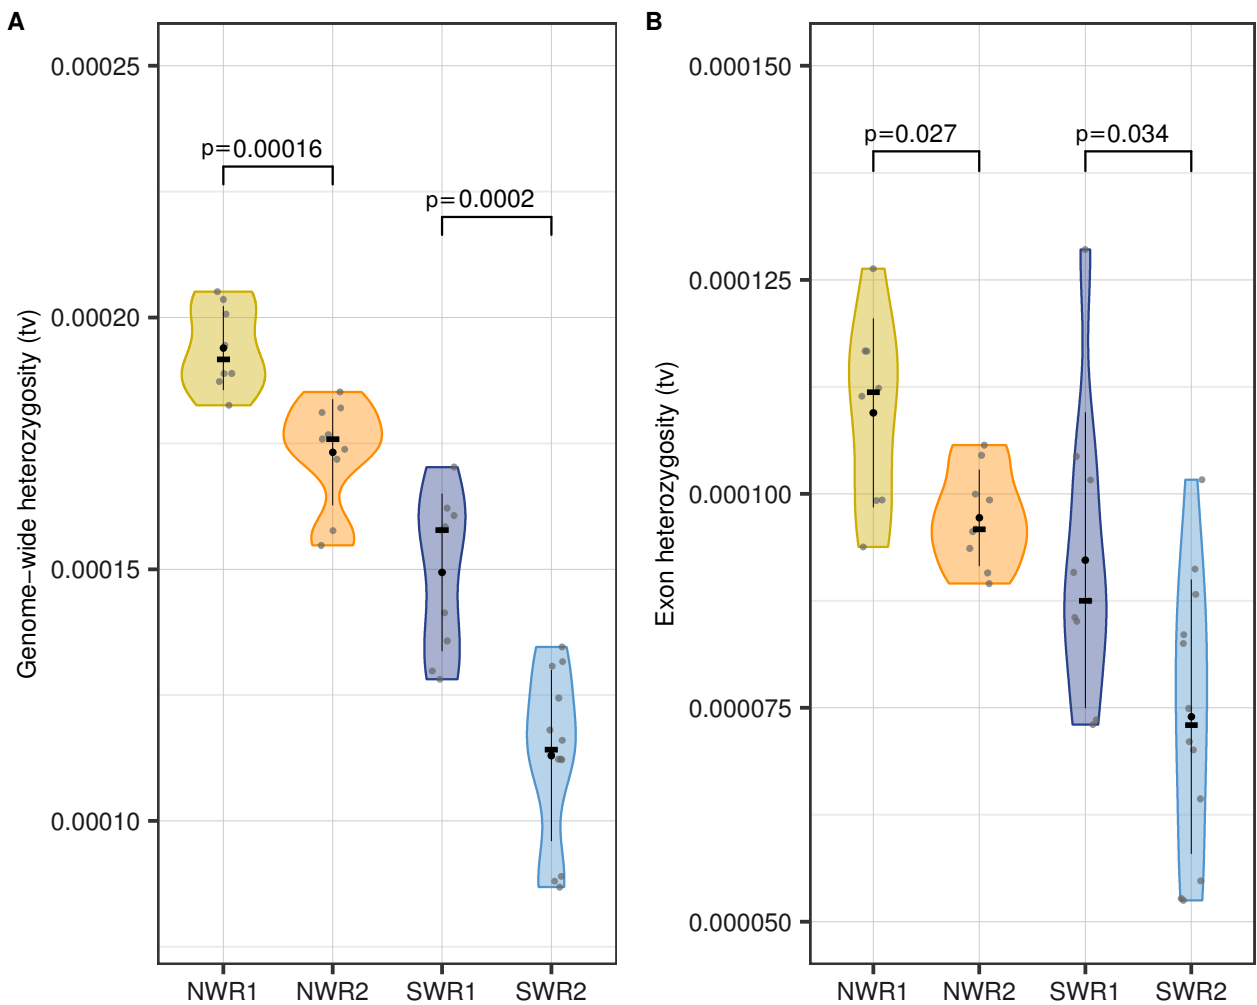 A
Genome−wide heterozygosity (tv)
0.00025
0.00020
0.00015
0.00010
p=0.00016
p=0.0002
NWR1 NWR2 SWR1 SWR2
B
Exon heterozygosity (tv)
0.000150
0.000125
0.000100
0.000075
0.000050
p=0.027 p=0.034
NWR1 NWR2 SWR1 SWR2